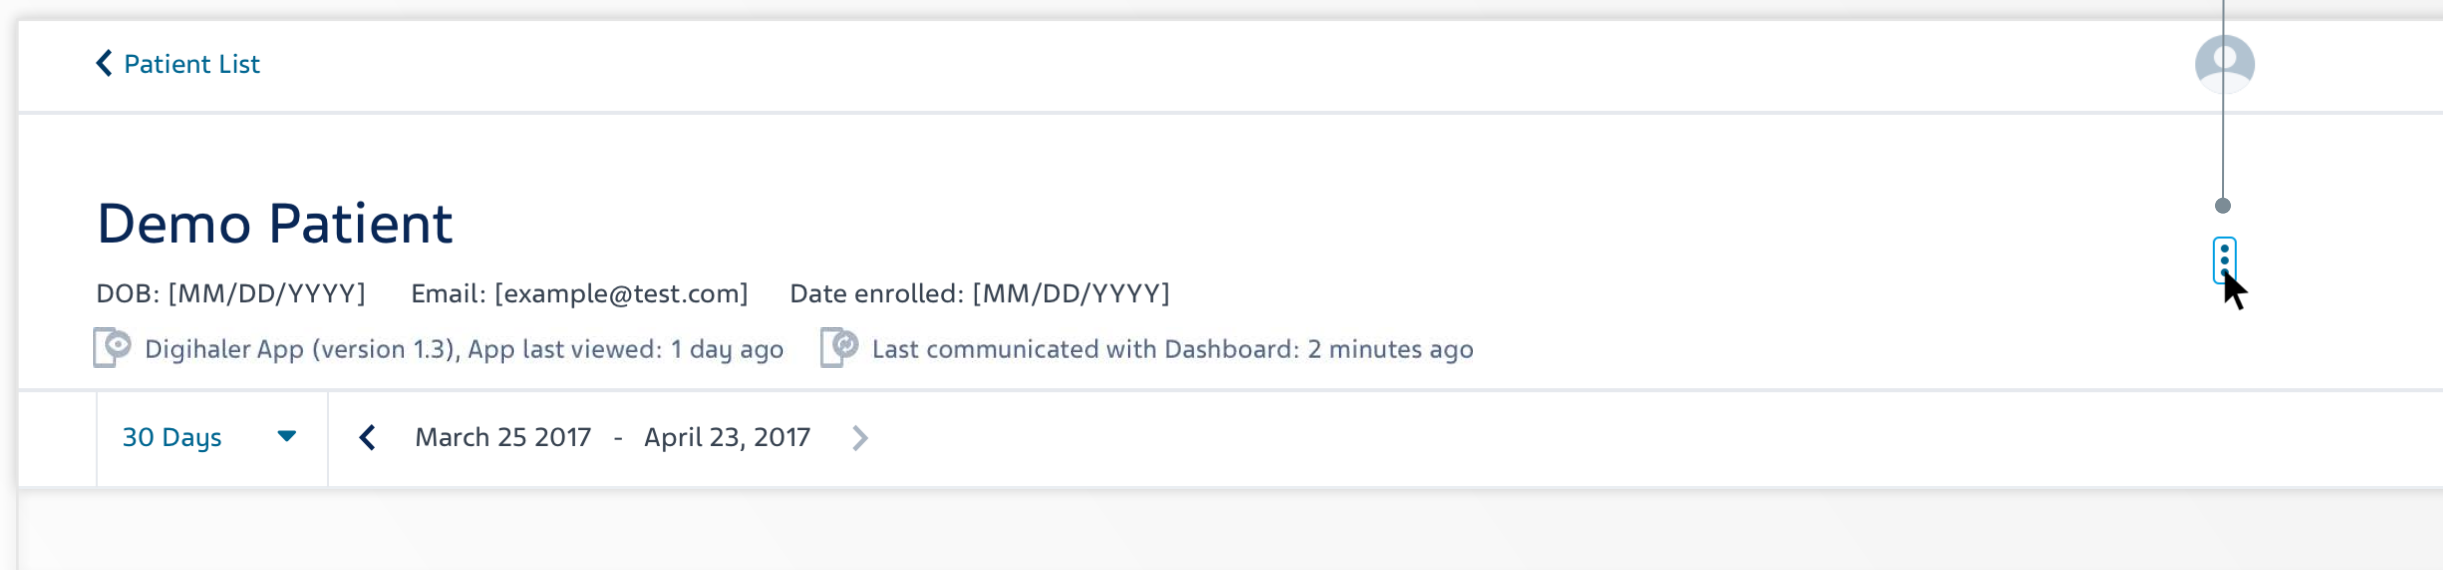 Patient List
Demo Patient
DOB: [MM/DD/YYYY] Email: [example@test.com] Date enrolled: [MM/DD/YYYY]
Digihaler App (version 1.3), App last viewed: 1 day ago Last communicated with Dashboard: 2 minutes ago
30 Days March 25 2017 - April 23, 2017